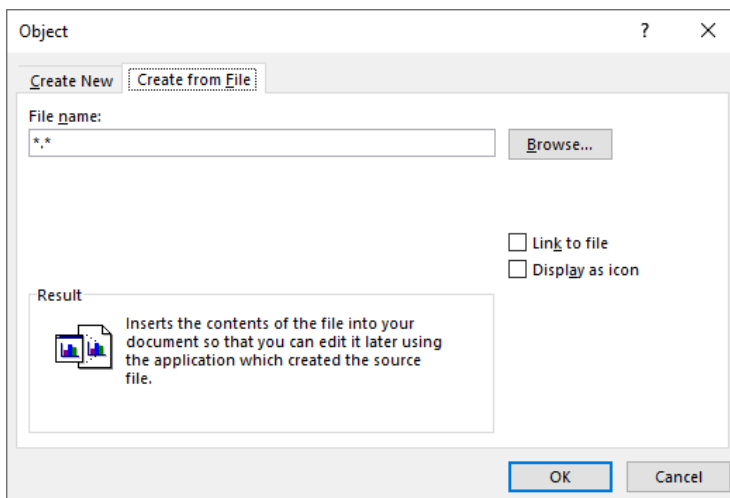 Object
?
Create New
Create from File
File name:
*.*
Browse...
Link to file
Display as icon
Result
Inserts the contents of the file into your
document so that you can edit it later using
the application which created the source
file.
OK
Cancel